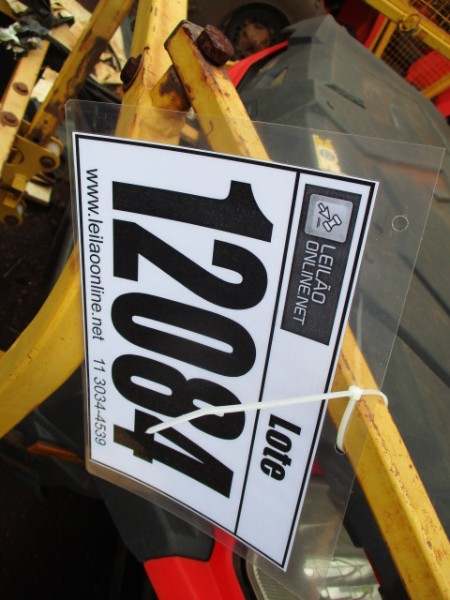 LEILÃO
ONLINE.NET
Lote
12084
www.leilaoonline.net 11 3034-4539